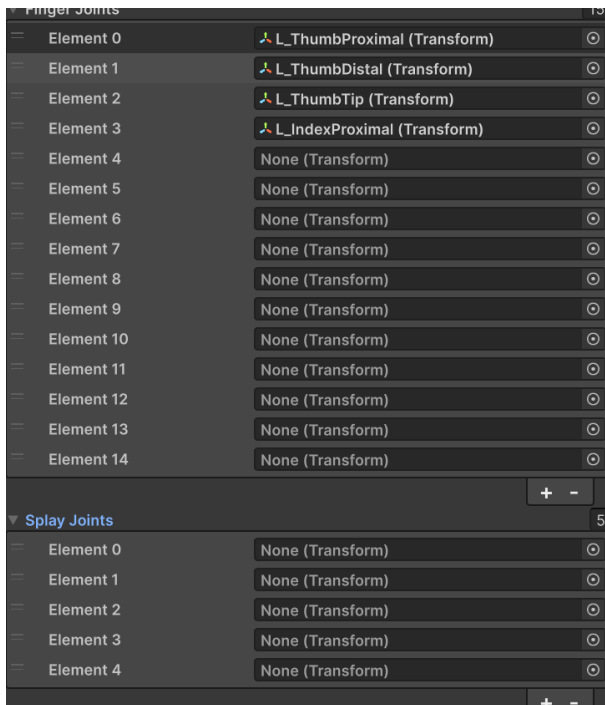 Finger Joints 15
Element 0 L_ThumbProximal (Transform)
Element 1 L_ThumbDistal (Transform)
Element 2 L_ThumbTip (Transform)
Element 3 L_IndexProximal (Transform)
Element 4 None (Transform)
Element 5 None (Transform)
Element 6 None (Transform)
Element 7 None (Transform)
Element 8 None (Transform)
Element 9 None (Transform)
Element 10 None (Transform)
Element 11 None (Transform)
Element 12 None (Transform)
Element 13 None (Transform)
Element 14 None (Transform)
+ -
Splay Joints 5
Element 0 None (Transform)
Element 1 None (Transform)
Element 2 None (Transform)
Element 3 None (Transform)
Element 4 None (Transform)
+ -